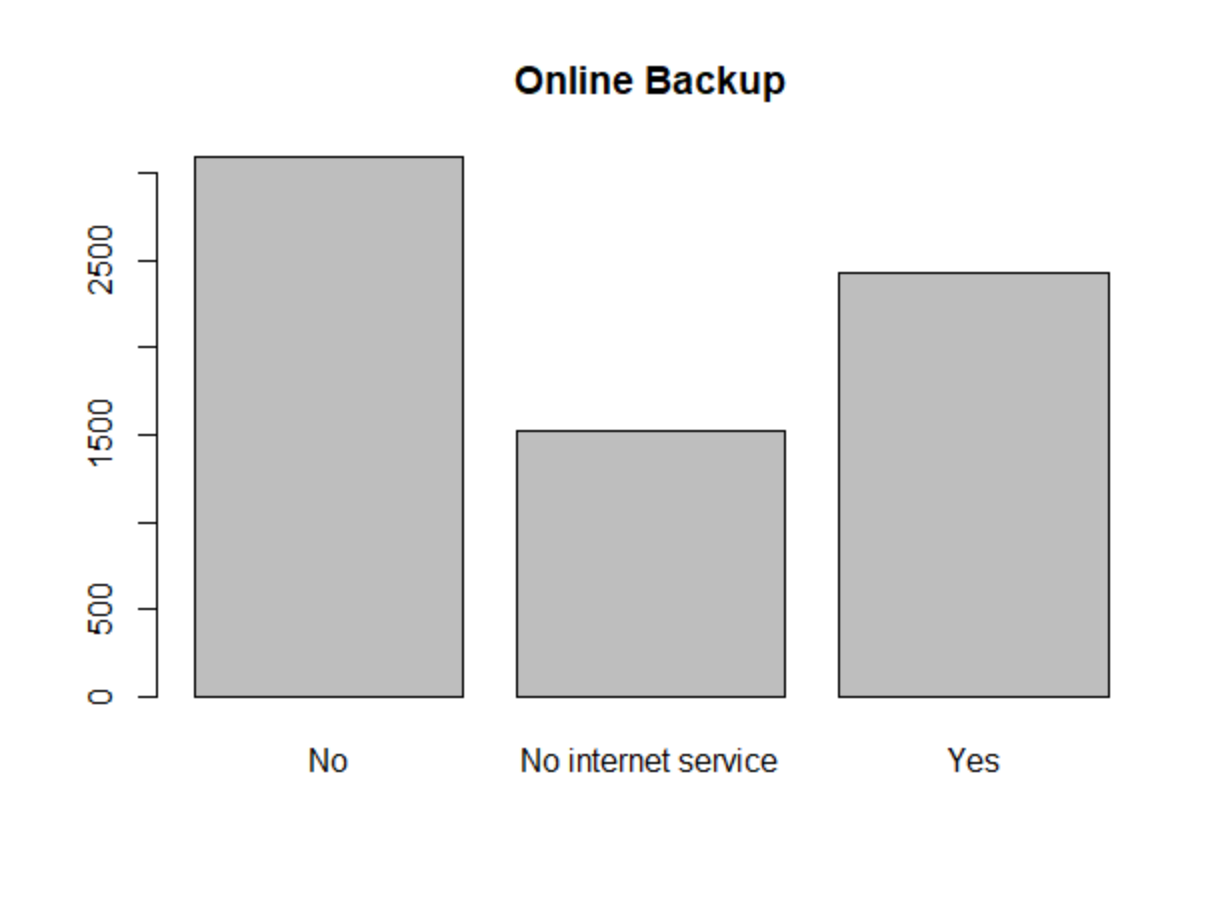 Online Backup
2500
1500
500
0
No
No internet service
Yes